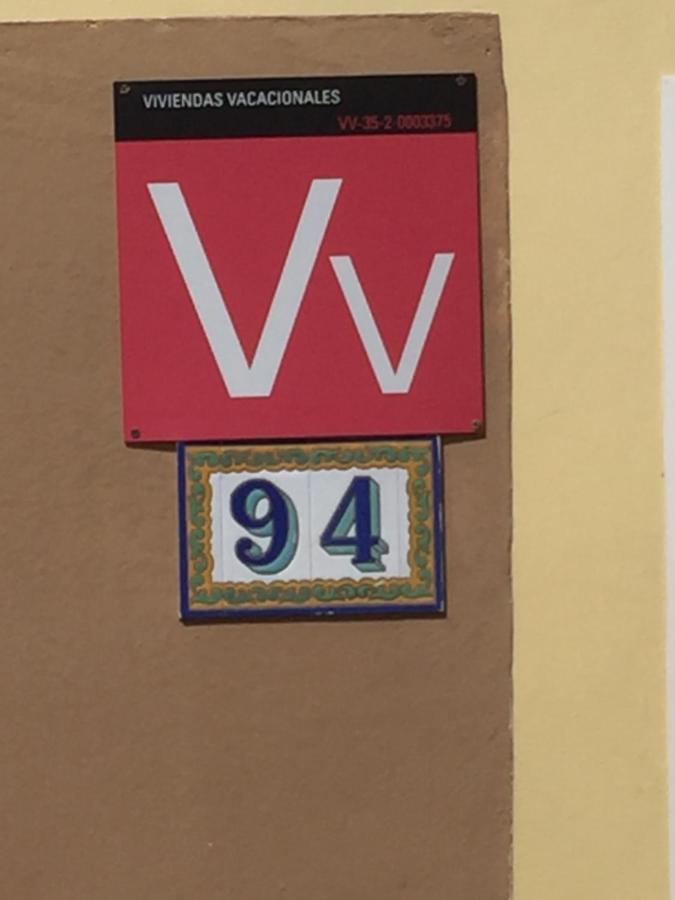 VIVIENDAS VACACIONALES
VV-35-2-0003375
Vv
94